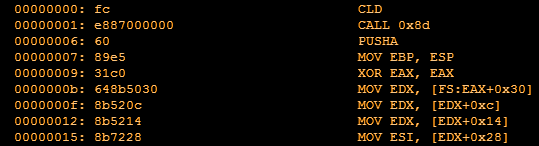 00000000: fc CLD
00000001: e887000000 CALL 0x8d
00000006: 60 PUSHA
00000007: 89e5 MOV EBP, ESP
00000009: 31c0 XOR EAX, EAX
0000000b: 648b5030 MOV EDX, [FS:EAX+0x30]
0000000f: 8b520c MOV EDX, [EDX+0xc]
00000012: 8b5214 MOV EDX, [EDX+0x14]
00000015: 8b7228 MOV ESI, [EDX+0x28]